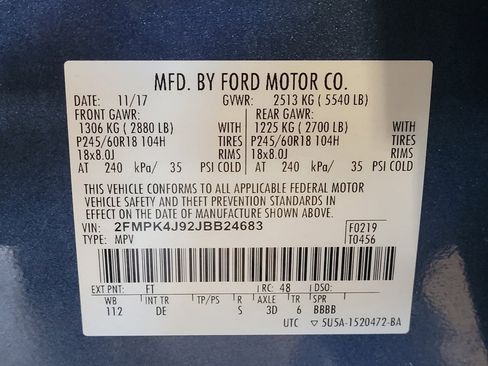 MFD. BY FORD MOTOR CO.
DATE: 11/17 GVWR: 2513 KG ( 5540 LB)
FRONT GAWR: REAR GAWR:
1306 KG ( 2880 LB) WITH 1225 KG ( 2700 LB) WITH
P245/60R18 104H TIRES P245/60R18 104H TIRES
18x8.0J RIMS 18x8.0J RIMS
AT 240 kPa/ 35 PSI COLD AT 240 kPa/ 35 PSI COLD
THIS VEHICLE CONFORMS TO ALL APPLICABLE FEDERAL MOTOR
VEHICLE SAFETY AND THEFT PREVENTION STANDARDS IN
EFFECT ON THE DATE OF MANUFACTURE SHOWN ABOVE.
VIN: 2FMPK4J92JBB24683 F0219
TYPE: MPV T0456
EXT PNT: FT RC: 48 DSO:
WB INT TR TP/PS R AXLE TR SPR
112 DE S 3D 6 BBBB
UTC ▽5U5A-1520472-BA